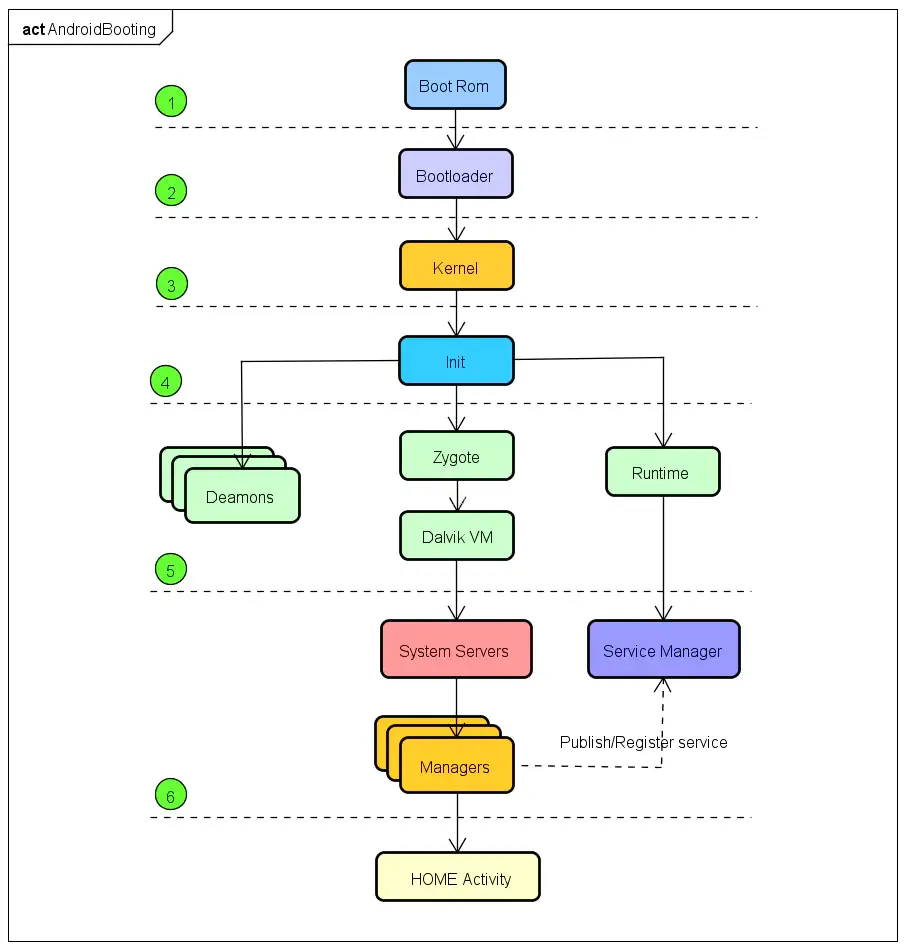 act AndroidBooting
Boot Rom
1
Bootloader
2
Kernel
3
Init
4
Zygote
Runtime
Deamons
Dalvik VM
5
System Servers
Service Manager
Publish/Register service
Managers
6
HOME Activity